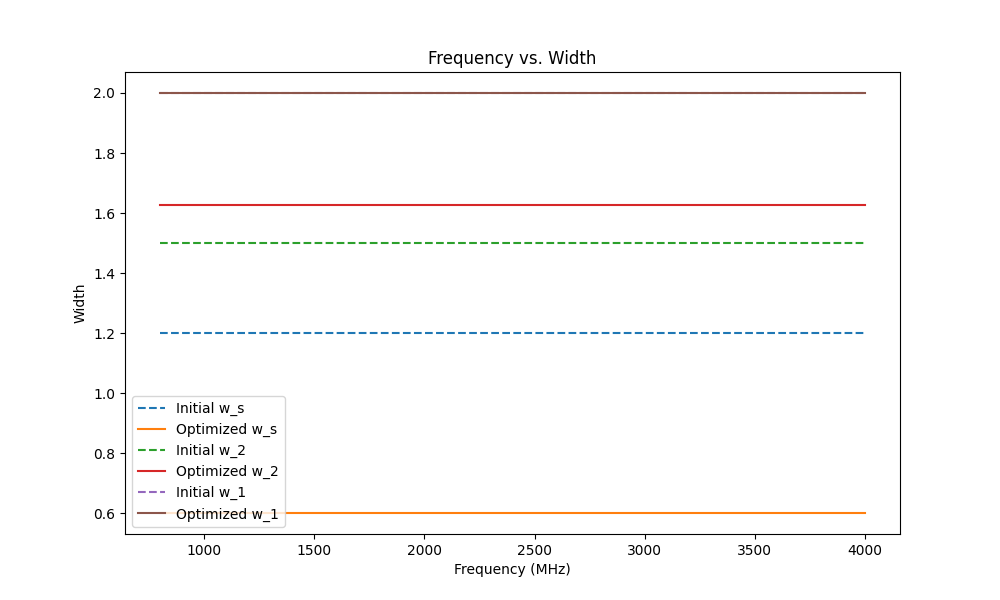 Frequency vs. Width
2.0
1.8
1.6
1.4
1.2
1.0
0.8
0.6
Width
Initial w_s
Optimized w_s
Initial w_2
Optimized w_2
Initial w_1
Optimized w_1
1000 1500 2000 2500 3000 3500 4000
Frequency (MHz)